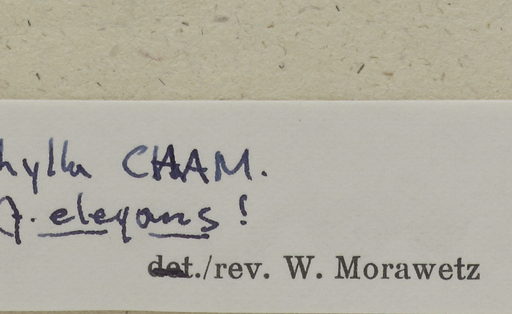 hylla CHAM.
J. elegans!
det./rev. W. Morawetz